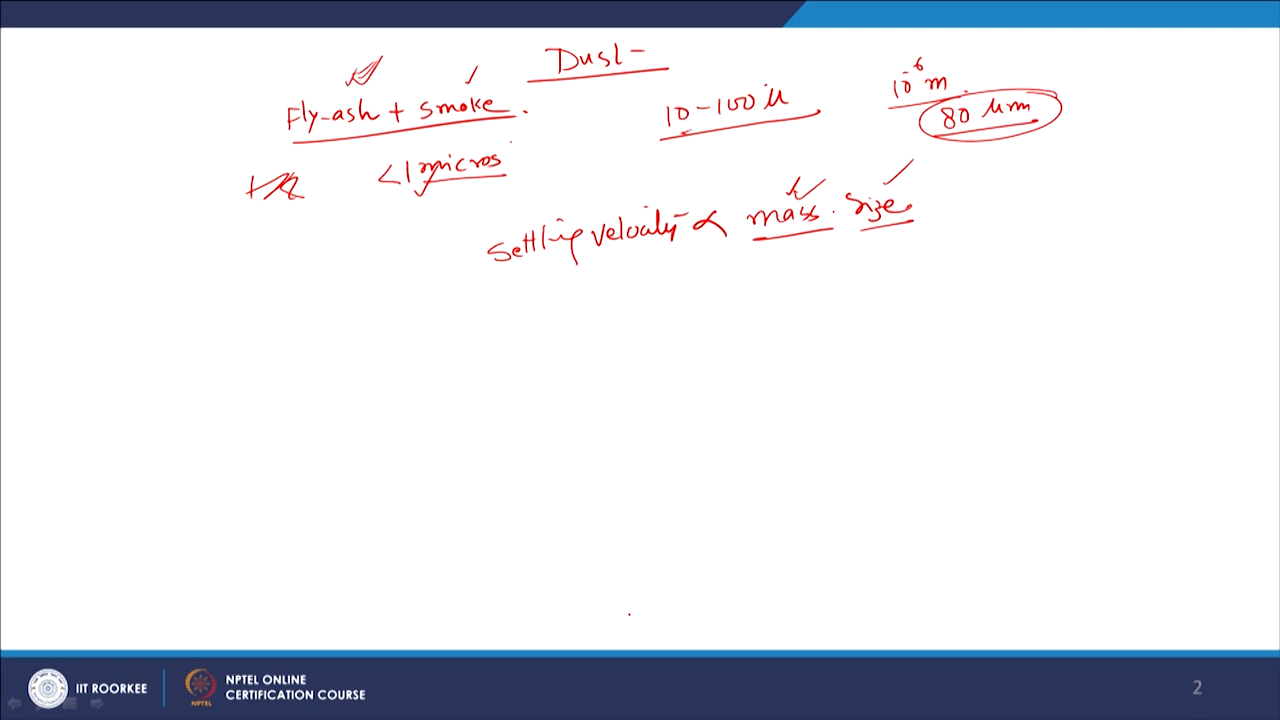 Dust
Fly-ash + smoke.
10-100 μ
10⁻⁶ m
80 μm
<1 micros
Settling velocity ∝ mass. size
IIT ROORKEE
NPTEL ONLINE
CERTIFICATION COURSE
NPTEL
2